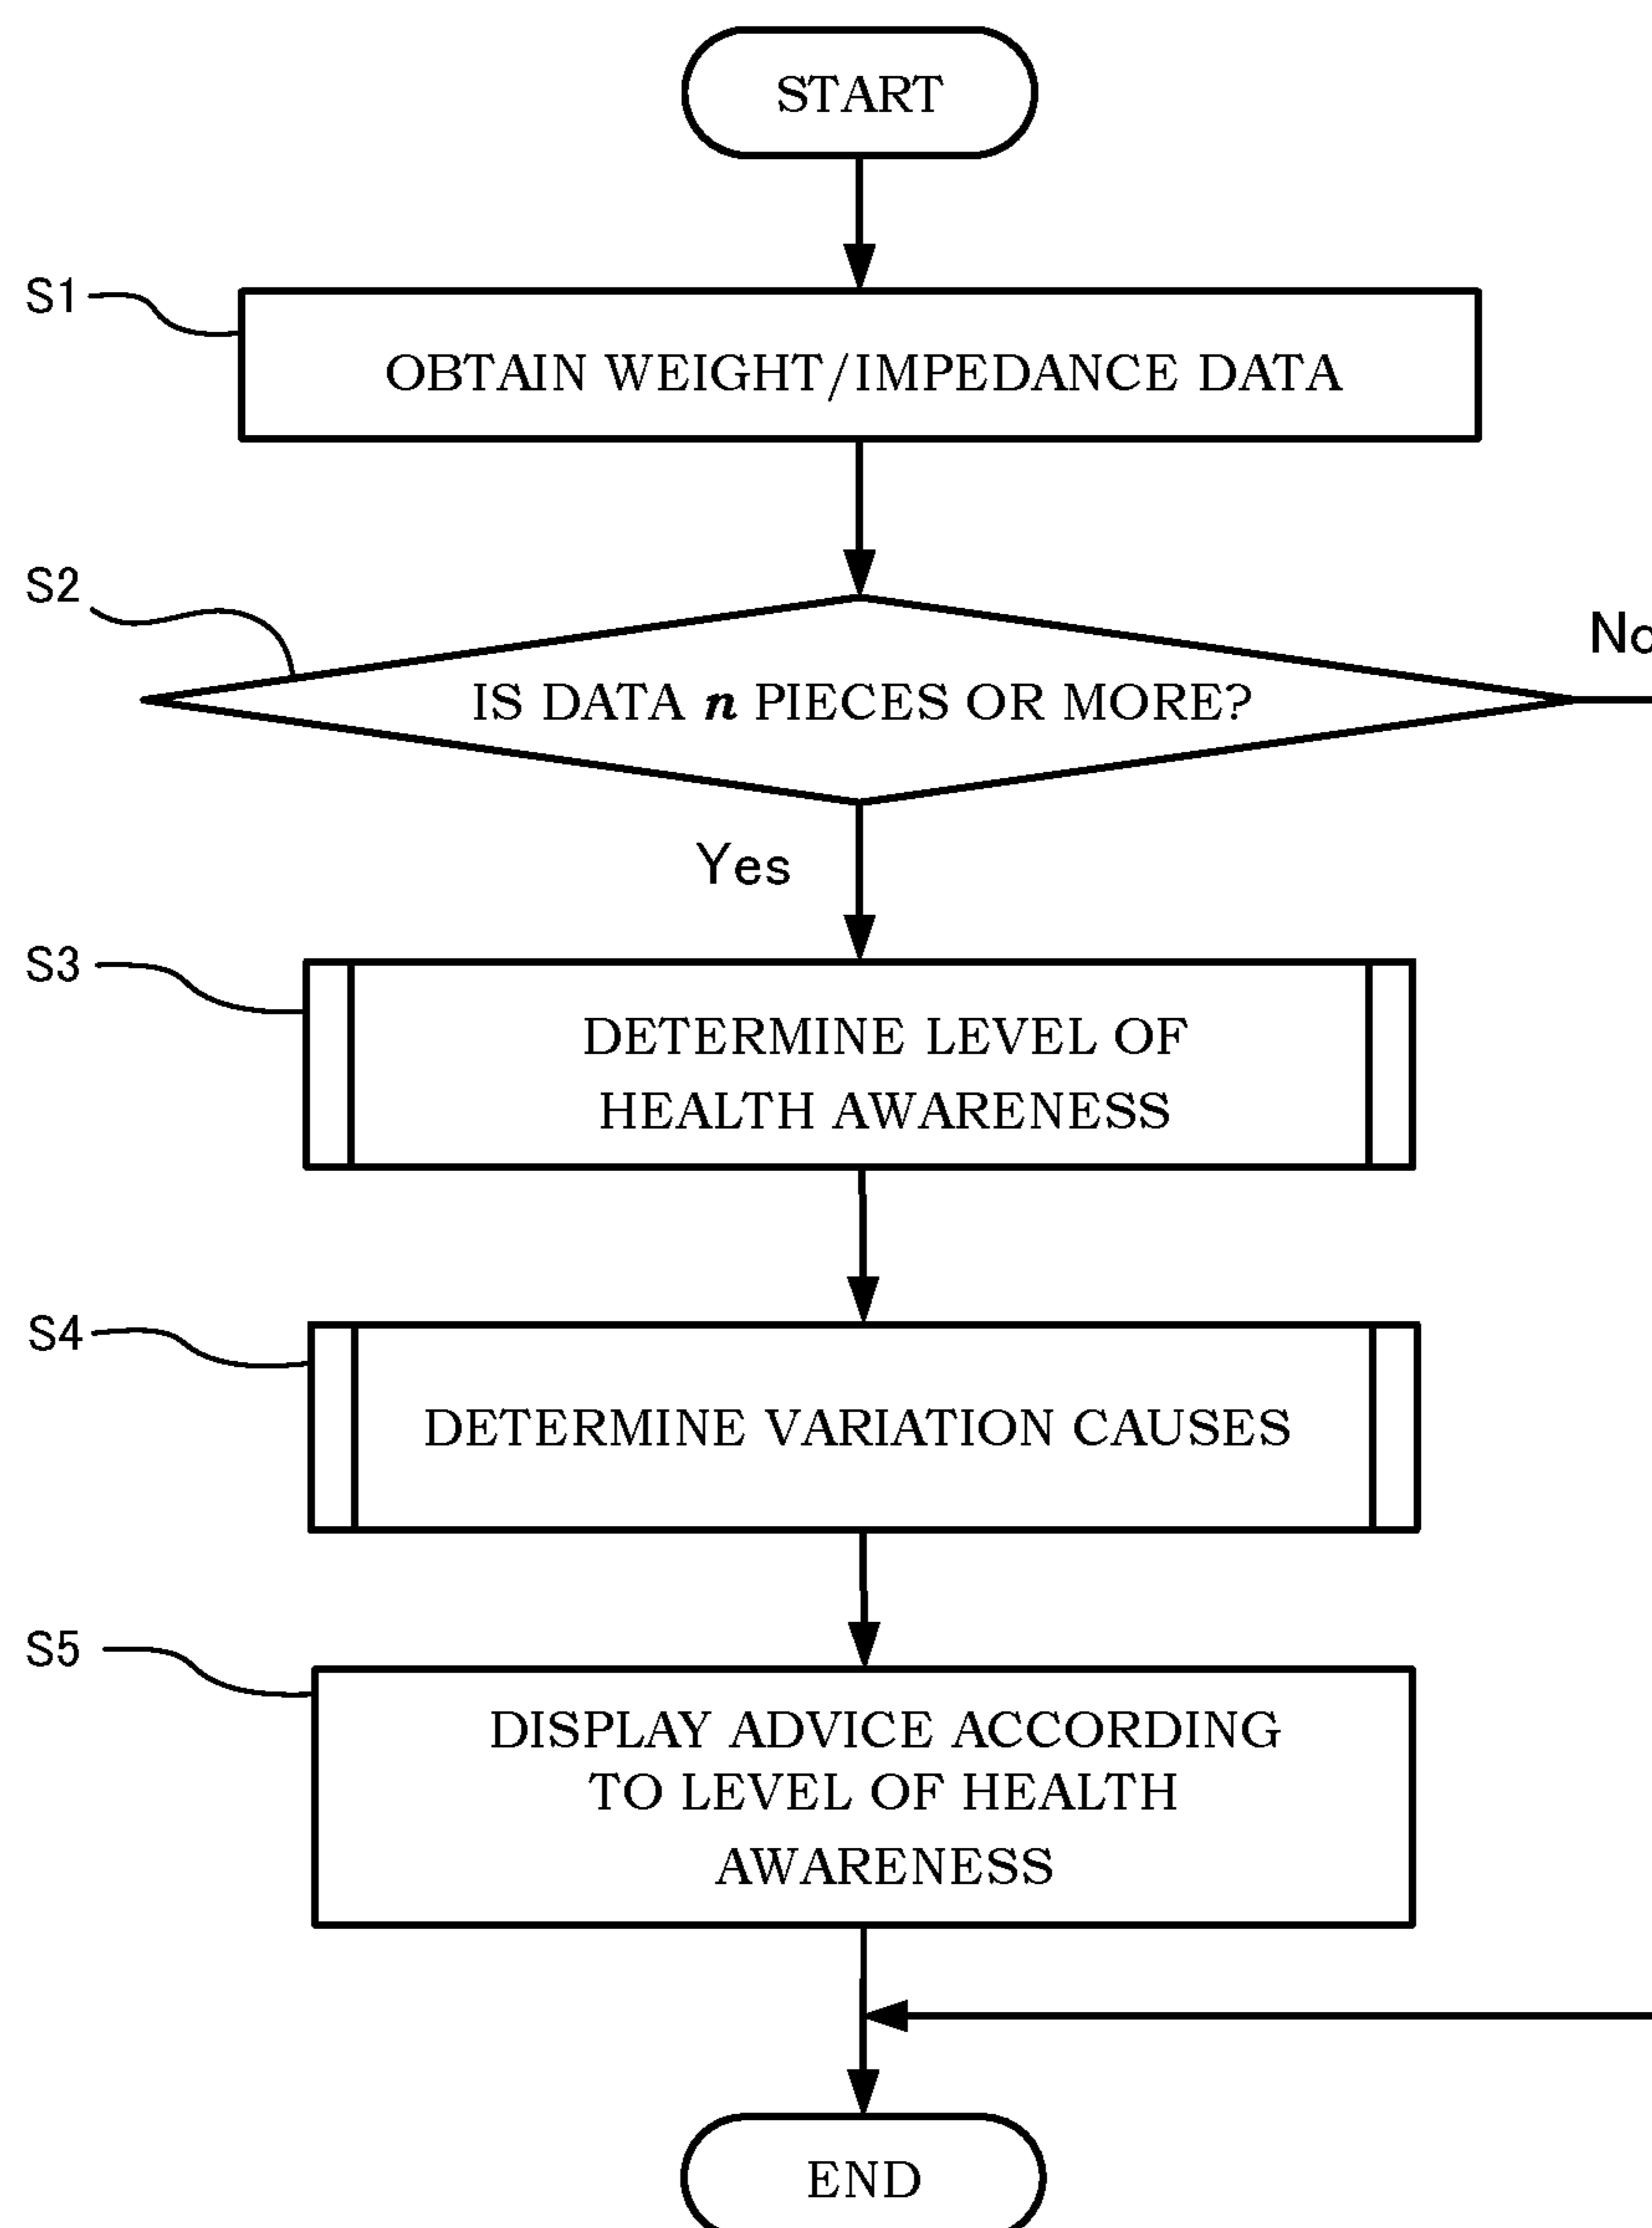 START
S1
OBTAIN WEIGHT/IMPEDANCE DATA
S2
IS DATA n PIECES OR MORE?
No
Yes
S3
DETERMINE LEVEL OF
HEALTH AWARENESS
S4
DETERMINE VARIATION CAUSES
S5
DISPLAY ADVICE ACCORDING
TO LEVEL OF HEALTH
AWARENESS
END